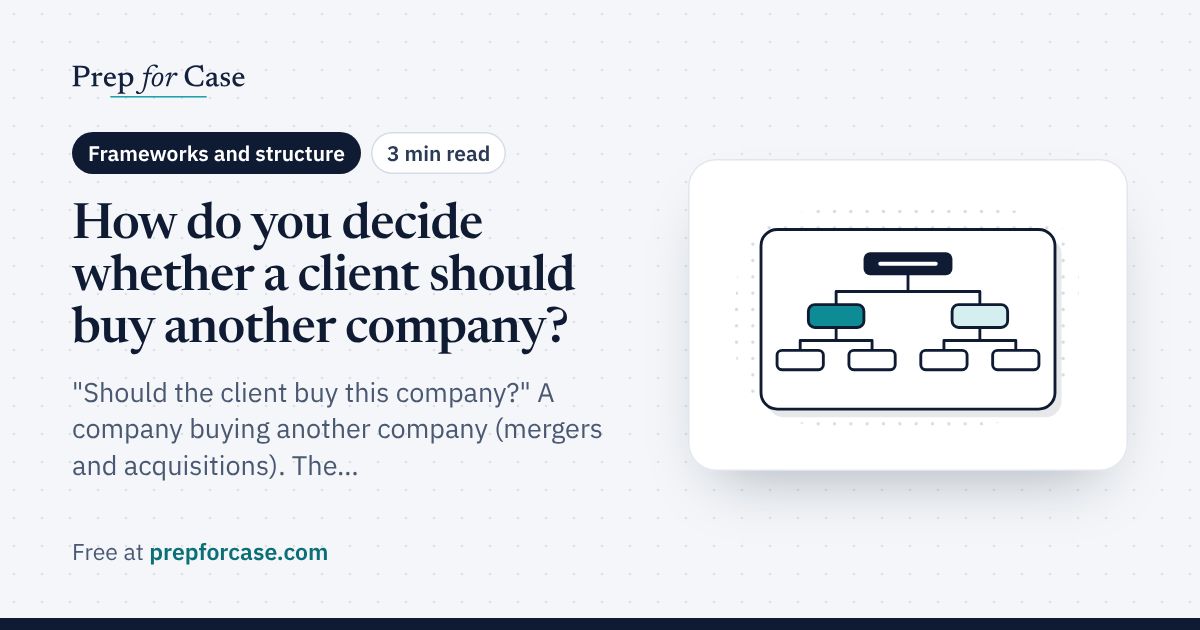 Prep for Case
Frameworks and structure
3 min read
How do you decide
whether a client should
buy another company?
"Should the client buy this company?" A
company buying another company (mergers
and acquisitions). The...
Free at prepforcase.com